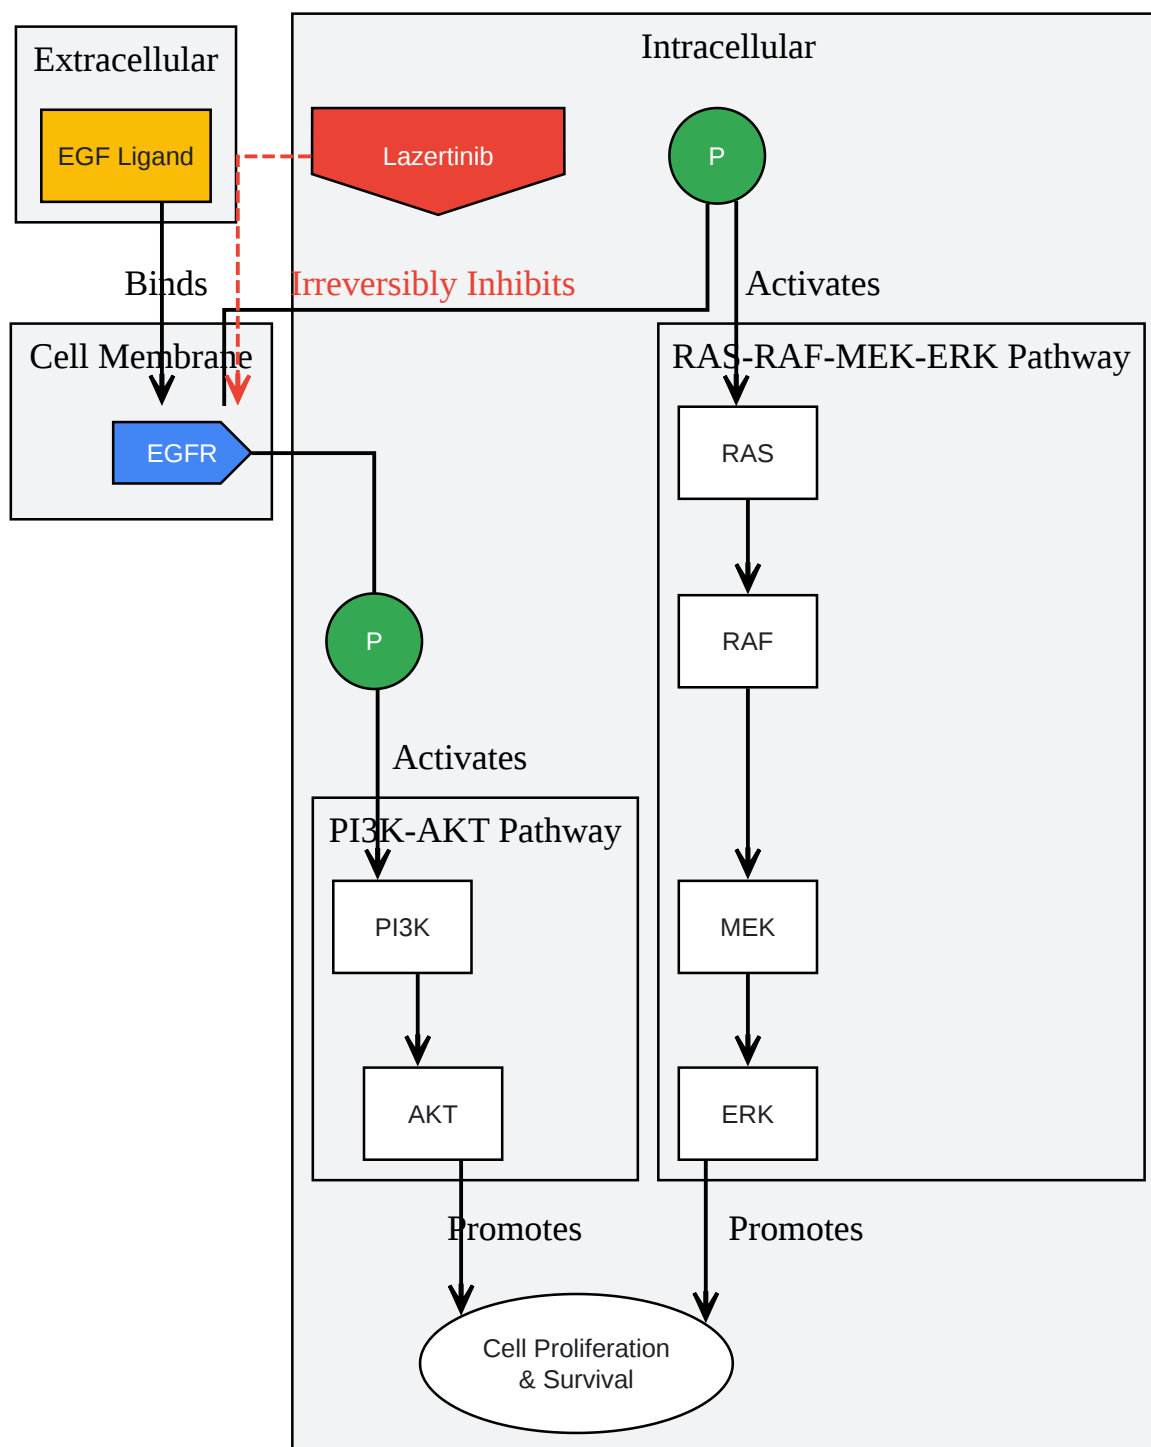 Extracellular
Intracellular
EGF Ligand
Lazertinib
P
Binds
Irreversibly Inhibits
Activates
Cell Membrane
RAS-RAF-MEK-ERK Pathway
EGFR
RAS
P
RAF
Activates
PI3K-AKT Pathway
PI3K
MEK
AKT
ERK
Promotes
Promotes
Cell Proliferation
& Survival